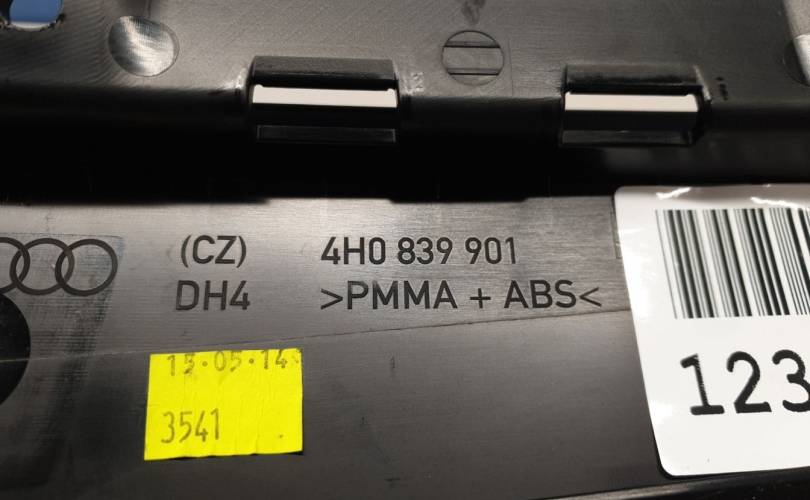 (CZ) 4H0 839 901
DH4 >PMMA + ABS<
15·05·14
3541
123